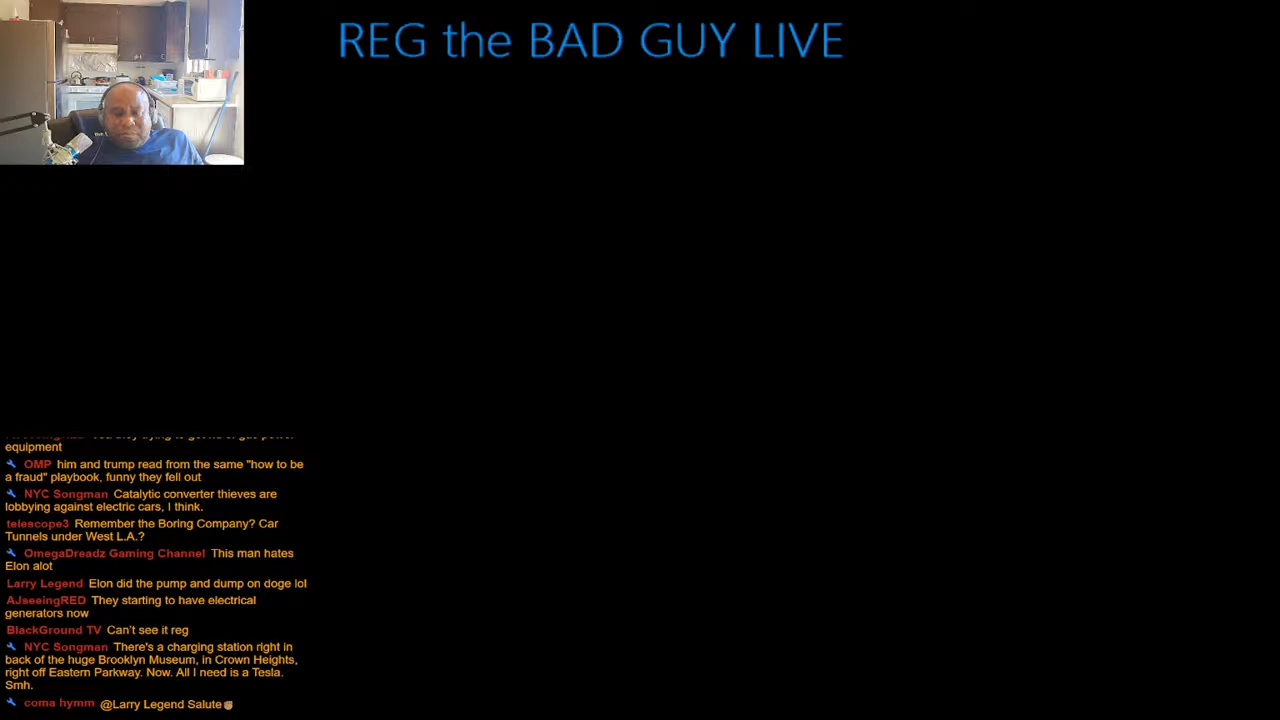 REG the BAD GUY LIVE
equipment
OMP him and trump read from the same "how to be
a fraud" playbook, funny they fell out
NYC Songman Catalytic converter thieves are
lobbying against electric cars, I think.
telescope3 Remember the Boring Company? Car
Tunnels under West L.A.?
OmegaDreadz Gaming Channel This man hates
Elon alot
Larry Legend Elon did the pump and dump on doge lol
AJseeingRED They starting to have electrical
generators now
BlackGround TV Can't see it reg
NYC Songman There's a charging station right in
back of the huge Brooklyn Museum, in Crown Heights,
right off Eastern Parkway. Now. All I need is a Tesla.
Smh.
coma hymm @Larry Legend Salute✊🏽